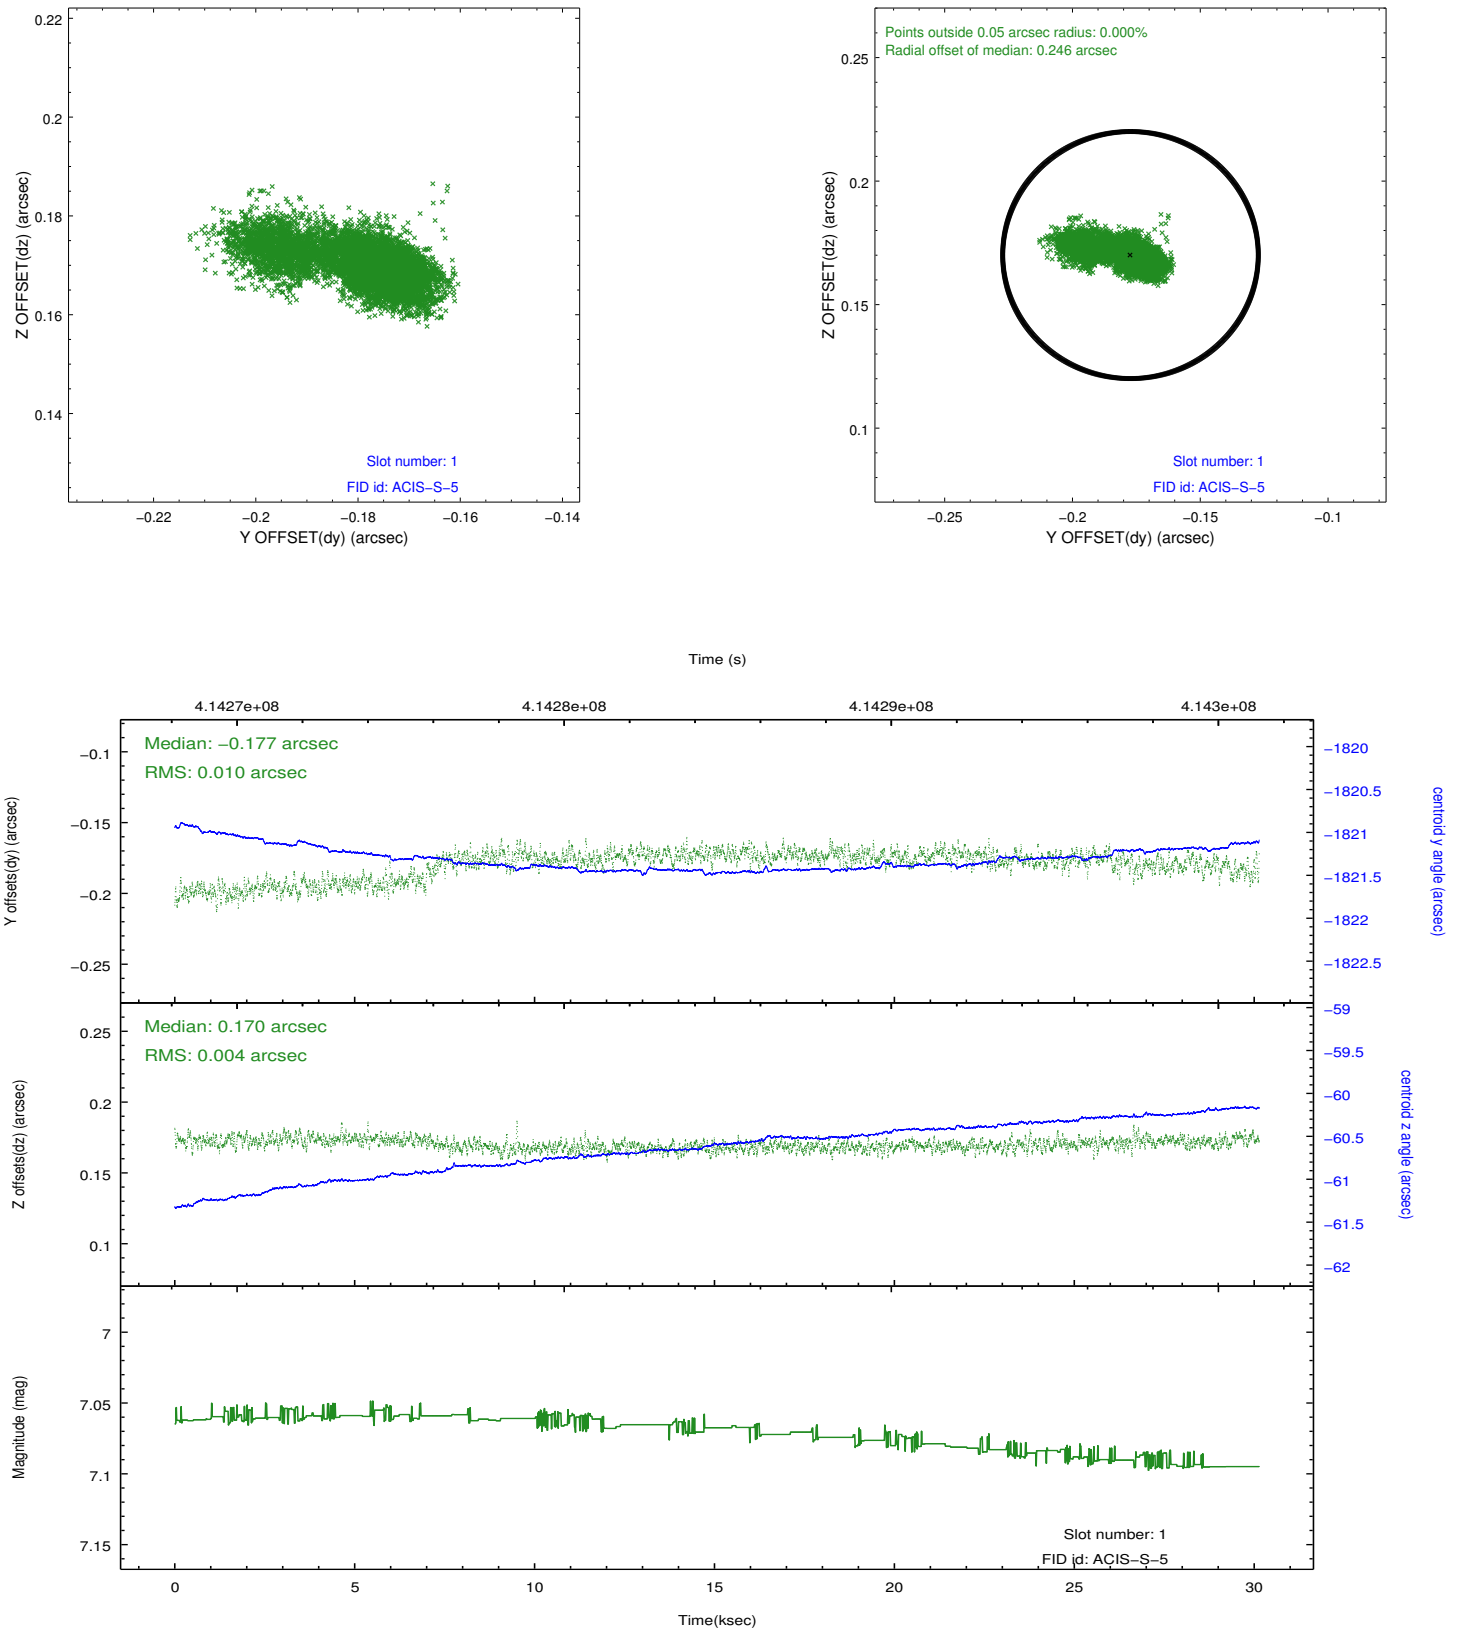 0.22
0.2
0.18
0.16
0.14
Z OFFSET(dz) (arcsec)
Slot number: 1
FID id: ACIS−S−5
−0.22 −0.2 −0.18 −0.16 −0.14
Y OFFSET(dy) (arcsec)
Points outside 0.05 arcsec radius: 0.000%
Radial offset of median: 0.246 arcsec
0.25
0.2
0.15
0.1
Z OFFSET(dz) (arcsec)
Slot number: 1
FID id: ACIS−S−5
−0.25 −0.2 −0.15 −0.1
Y OFFSET(dy) (arcsec)
Time (s)
4.1427e+08 4.1428e+08 4.1429e+08 4.143e+08
Median: −0.177 arcsec
RMS: 0.010 arcsec
−0.1
−0.15
−0.2
−0.25
Y offsets(dy) (arcsec)
−1820
−1820.5
−1821
−1821.5
−1822
−1822.5
centroid y angle (arcsec)
Median: 0.170 arcsec
RMS: 0.004 arcsec
0.25
0.2
0.15
0.1
Z offsets(dz) (arcsec)
−59
−59.5
−60
−60.5
−61
−61.5
−62
centroid z angle (arcsec)
7
7.05
7.1
7.15
Magnitude (mag)
Slot number: 1
FID id: ACIS−S−5
0 5 10 15 20 25 30
Time(ksec)